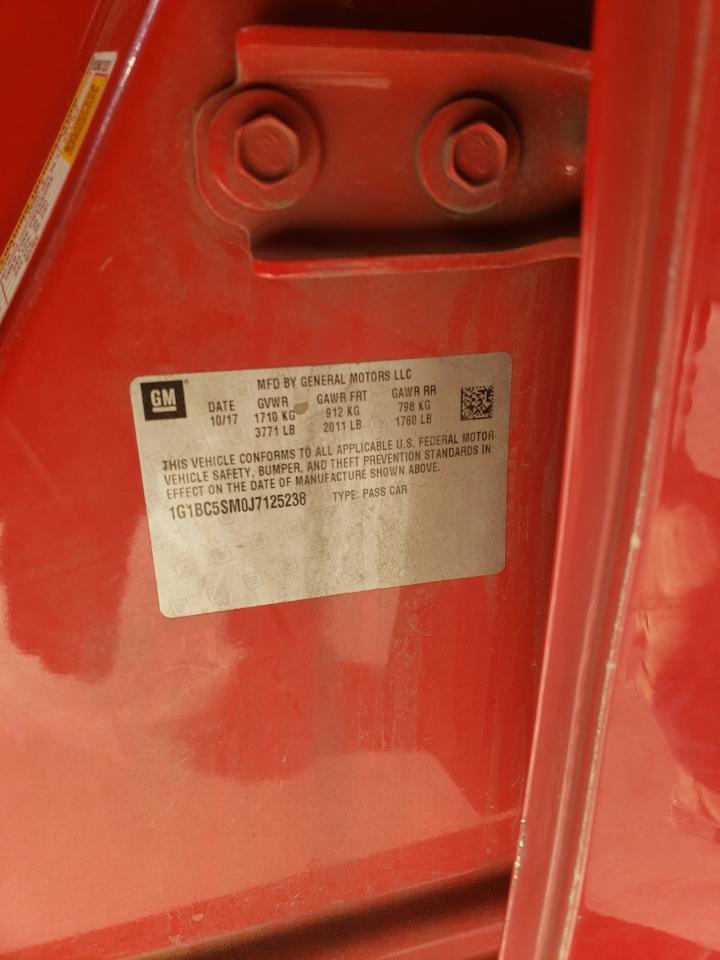 GM
MFD BY GENERAL MOTORS LLC
DATE GVWR GAWR FRT GAWR RR
10/17 1710 KG 912 KG 798 KG
3771 LB 2011 LB 1760 LB
THIS VEHICLE CONFORMS TO ALL APPLICABLE U.S. FEDERAL MOTOR
VEHICLE SAFETY, BUMPER, AND THEFT PREVENTION STANDARDS IN
EFFECT ON THE DATE OF MANUFACTURE SHOWN ABOVE.
1G1BC5SM0J7125238 TYPE: PASS CAR